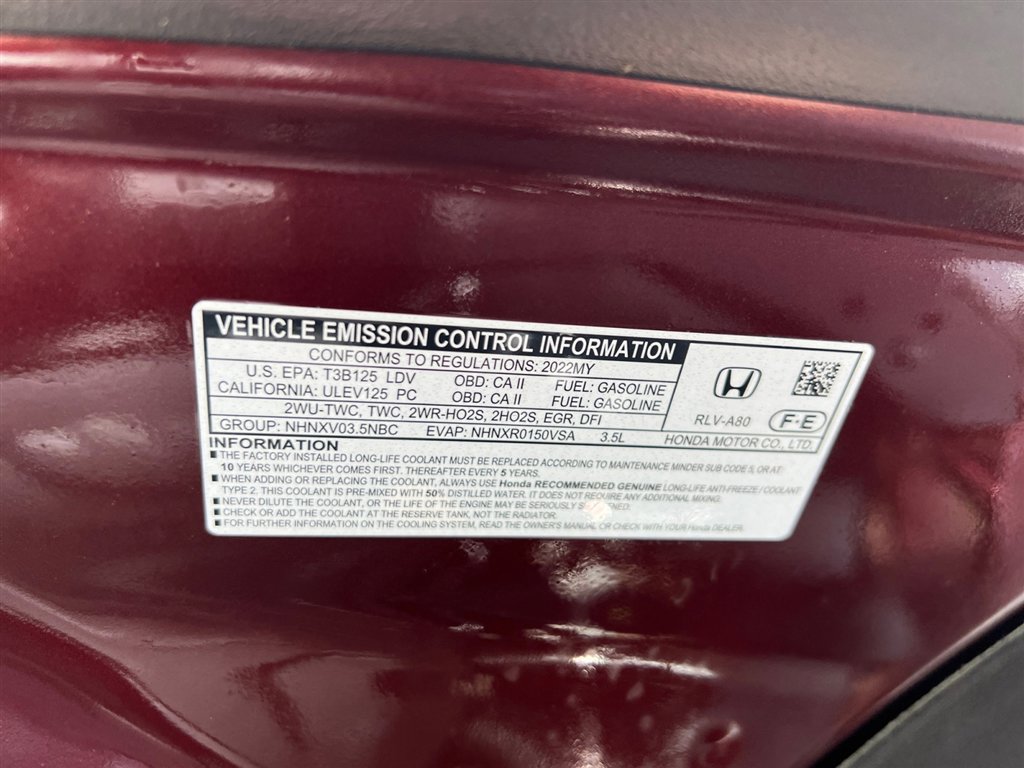 VEHICLE EMISSION CONTROL INFORMATION
CONFORMS TO REGULATIONS: 2022MY
U.S. EPA: T3B125 LDV OBD: CA II FUEL: GASOLINE
CALIFORNIA: ULEV125 PC OBD: CA II FUEL: GASOLINE
2WU-TWC, TWC, 2WR-HO2S, 2HO2S, EGR, DFI
GROUP: NHNXV03.5NBC EVAP: NHNXR0150VSA 3.5L
RLV-A80 F-E
HONDA MOTOR CO., LTD.
INFORMATION
■ THE FACTORY INSTALLED LONG-LIFE COOLANT MUST BE REPLACED ACCORDING TO MAINTENANCE MINDER SUB CODE 5, OR AT:
10 YEARS WHICHEVER COMES FIRST. THEREAFTER EVERY 5 YEARS.
■ WHEN ADDING OR REPLACING THE COOLANT, ALWAYS USE Honda RECOMMENDED GENUINE LONG-LIFE ANTI-FREEZE / COOLANT
TYPE 2. THIS COOLANT IS PRE-MIXED WITH 50% DISTILLED WATER. IT DOES NOT REQUIRE ANY ADDITIONAL MIXING.
■ NEVER DILUTE THE COOLANT, OR THE LIFE OF THE ENGINE MAY BE SERIOUSLY SHORTENED.
■ CHECK OR ADD THE COOLANT AT THE RESERVE TANK, NOT THE RADIATOR.
■ FOR FURTHER INFORMATION ON THE COOLING SYSTEM, READ THE OWNER'S MANUAL OR CHECK WITH YOUR Honda DEALER.